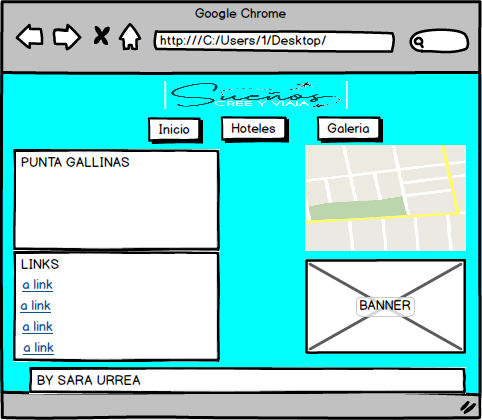 Google Chrome
http:///C:/Users/1/Desktop/
Sueños
CREE Y VIAJA
Inicio
Hoteles
Galeria
PUNTA GALLINAS
LINKS
a link
a link
a link
a link
BANNER
BY SARA URREA